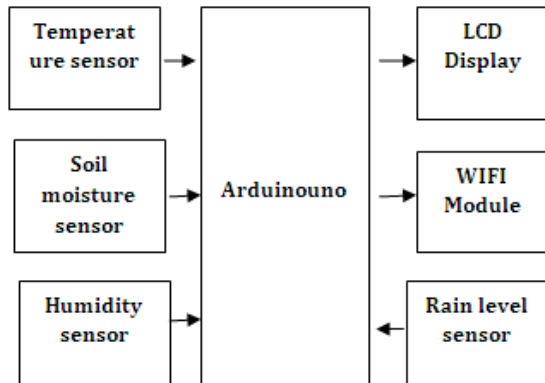 Temperat
ure sensor
Soil
moisture
sensor
Humidity
sensor
Arduinouno
LCD
Display
WIFI
Module
Rain level
sensor